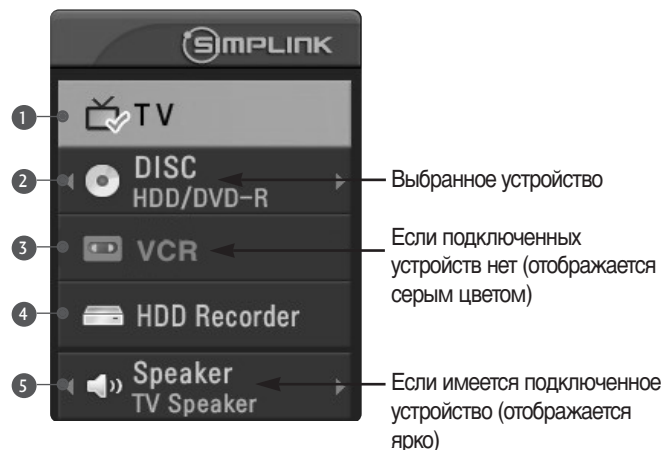 SIMPLINK
1 TV
2 DISC
HDD/DVD-R
Выбранное устройство
3 VCR
Если подключенных
устройств нет (отображается
серым цветом)
4 HDD Recorder
5 Speaker
TV Speaker
Если имеется подключенное
устройство (отображается
ярко)